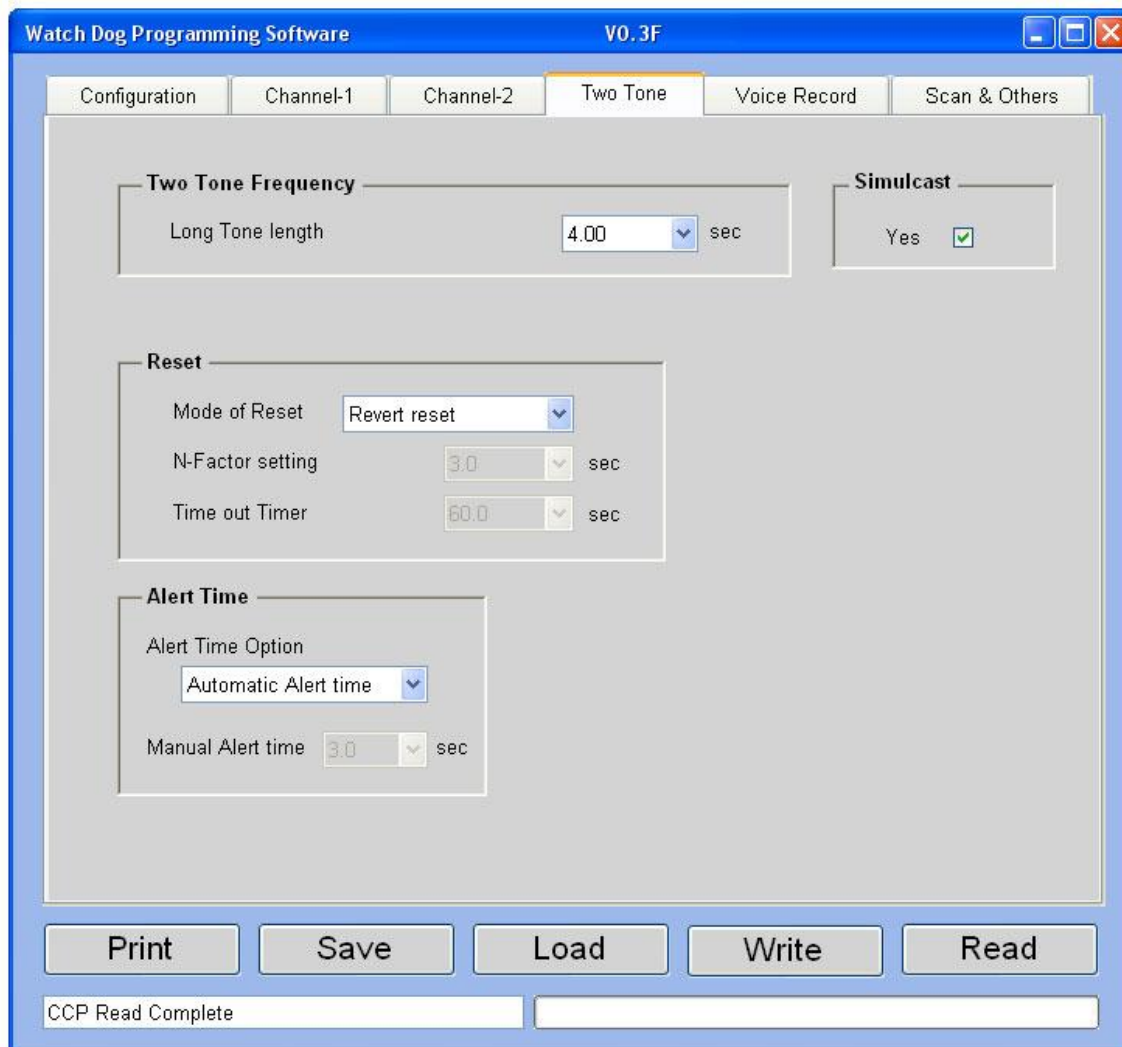 Watch Dog Programming Software V0.3F
Configuration Channel-1 Channel-2 Two Tone Voice Record Scan & Others
Two Tone Frequency
Long Tone length 4.00 sec
Simulcast
Yes
Reset
Mode of Reset Revert reset
N-Factor setting 3.0 sec
Time out Timer 60.0 sec
Alert Time
Alert Time Option
Automatic Alert time
Manual Alert time 3.0 sec
Print Save Load Write Read
CCP Read Complete